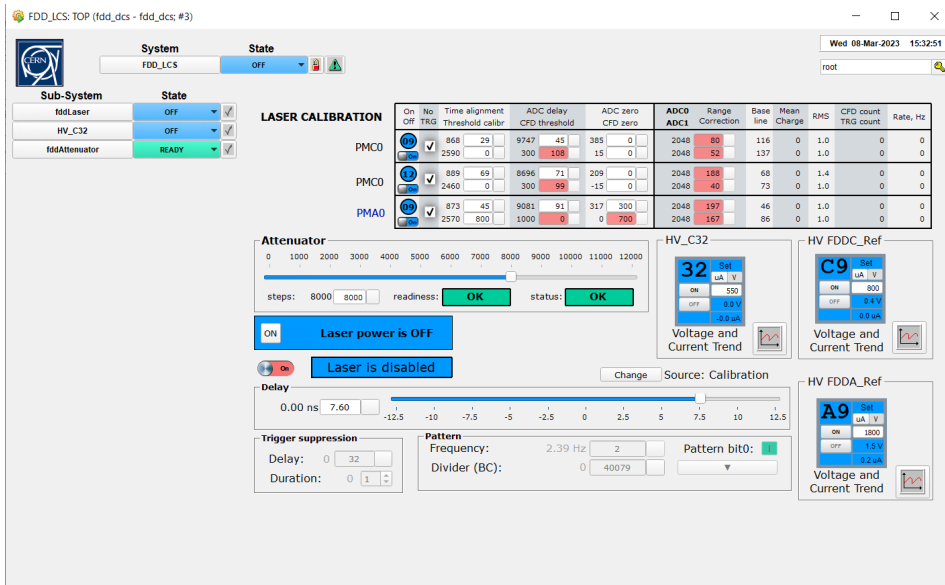 FDD_LCS: TOP (fdd_dcs - fdd_dcs; #3)
Wed 08-Mar-2023 15:32:51
CERN
System State
FDD_LCS OFF
root
Sub-System State
fddLaser OFF
HV_C32 OFF
fddAttenuator READY
LASER CALIBRATION
On No Time alignment ADC delay ADC zero ADC0 Range Base Mean RMS CFD count Rate, Hz
Off TRG Threshold calibr CFD threshold CFD zero ADC1 Correction line Charge TRG count
PMC0 09 868 29 9747 45 385 0 2048 80 116 0 1.0 0 0
On 2590 0 300 108 15 0 2048 52 137 0 1.0 0 0
PMC0 12 889 69 8696 71 209 0 2048 188 68 0 1.4 0 0
On 2460 0 300 99 -15 0 2048 40 73 0 1.0 0 0
PMA0 09 873 45 9081 91 317 300 2048 197 46 0 1.0 0 0
On 2570 800 1000 0 0 700 2048 167 86 0 1.0 0 0
Attenuator
0 1000 2000 3000 4000 5000 6000 7000 8000 9000 10000 11000 12000
steps: 8000 8000 readiness: OK status: OK
HV_C32
32 Set
uA V
ON 550
OFF 0.0 V
-0.0 uA
Voltage and
Current Trend
HV FDDC_Ref
C9 Set
uA V
ON 800
OFF 0.4 V
0.0 uA
Voltage and
Current Trend
ON Laser power is OFF
On Laser is disabled
Change Source: Calibration
Delay
0.00 ns 7.60
-12.5 -10 -7.5 -5 -2.5 0 2.5 5 7.5 10 12.5
HV FDDA_Ref
A9 Set
uA V
ON 1800
OFF 1.5 V
0.2 uA
Voltage and
Current Trend
Trigger suppression
Delay: 0 32
Duration: 0 1
Pattern
Frequency: 2.39 Hz 2 Pattern bit0:
Divider (BC): 0 40079